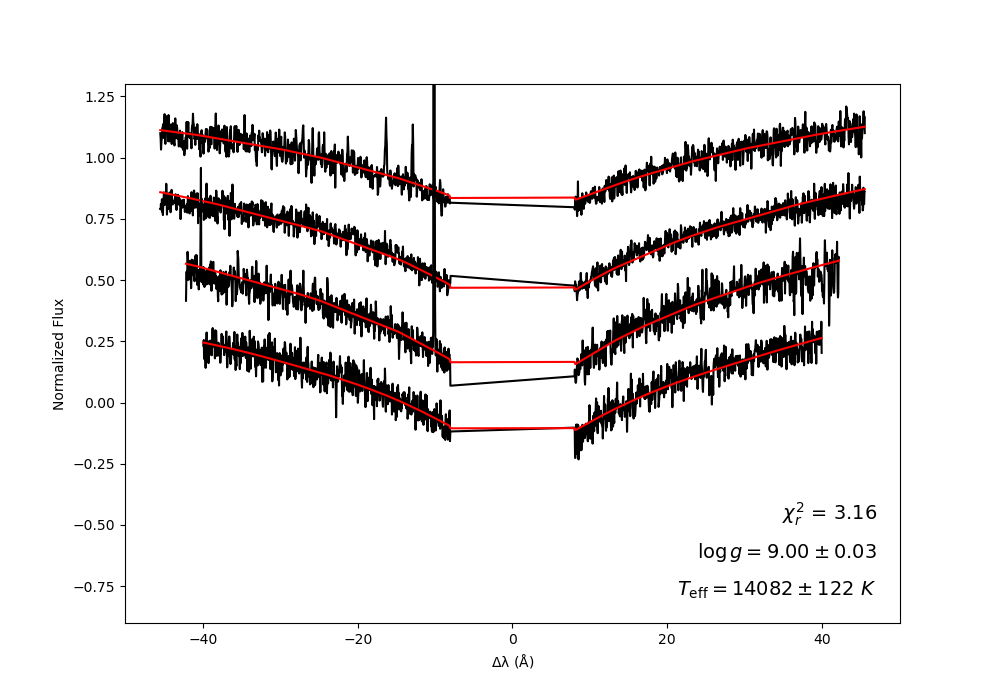 1.25
1.00
0.75
0.50
0.25
0.00
−0.25
−0.50
−0.75
Normalized Flux
χ²ᵣ = 3.16
log g = 9.00 ± 0.03
T_eff = 14082 ± 122 K
−40 −20 0 20 40
Δλ (Å)